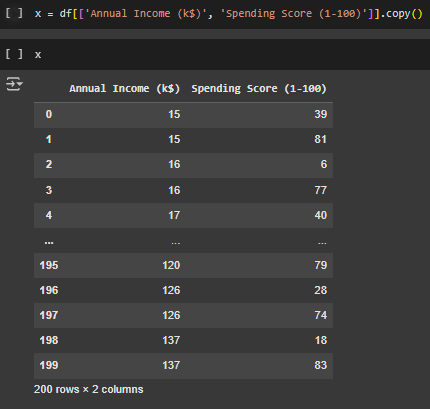 [ ] x = df[['Annual Income (k$)', 'Spending Score (1-100)']].copy()
[ ] x
Annual Income (k$) Spending Score (1-100)
0 15 39
1 15 81
2 16 6
3 16 77
4 17 40
... ... ...
195 120 79
196 126 28
197 126 74
198 137 18
199 137 83
200 rows × 2 columns